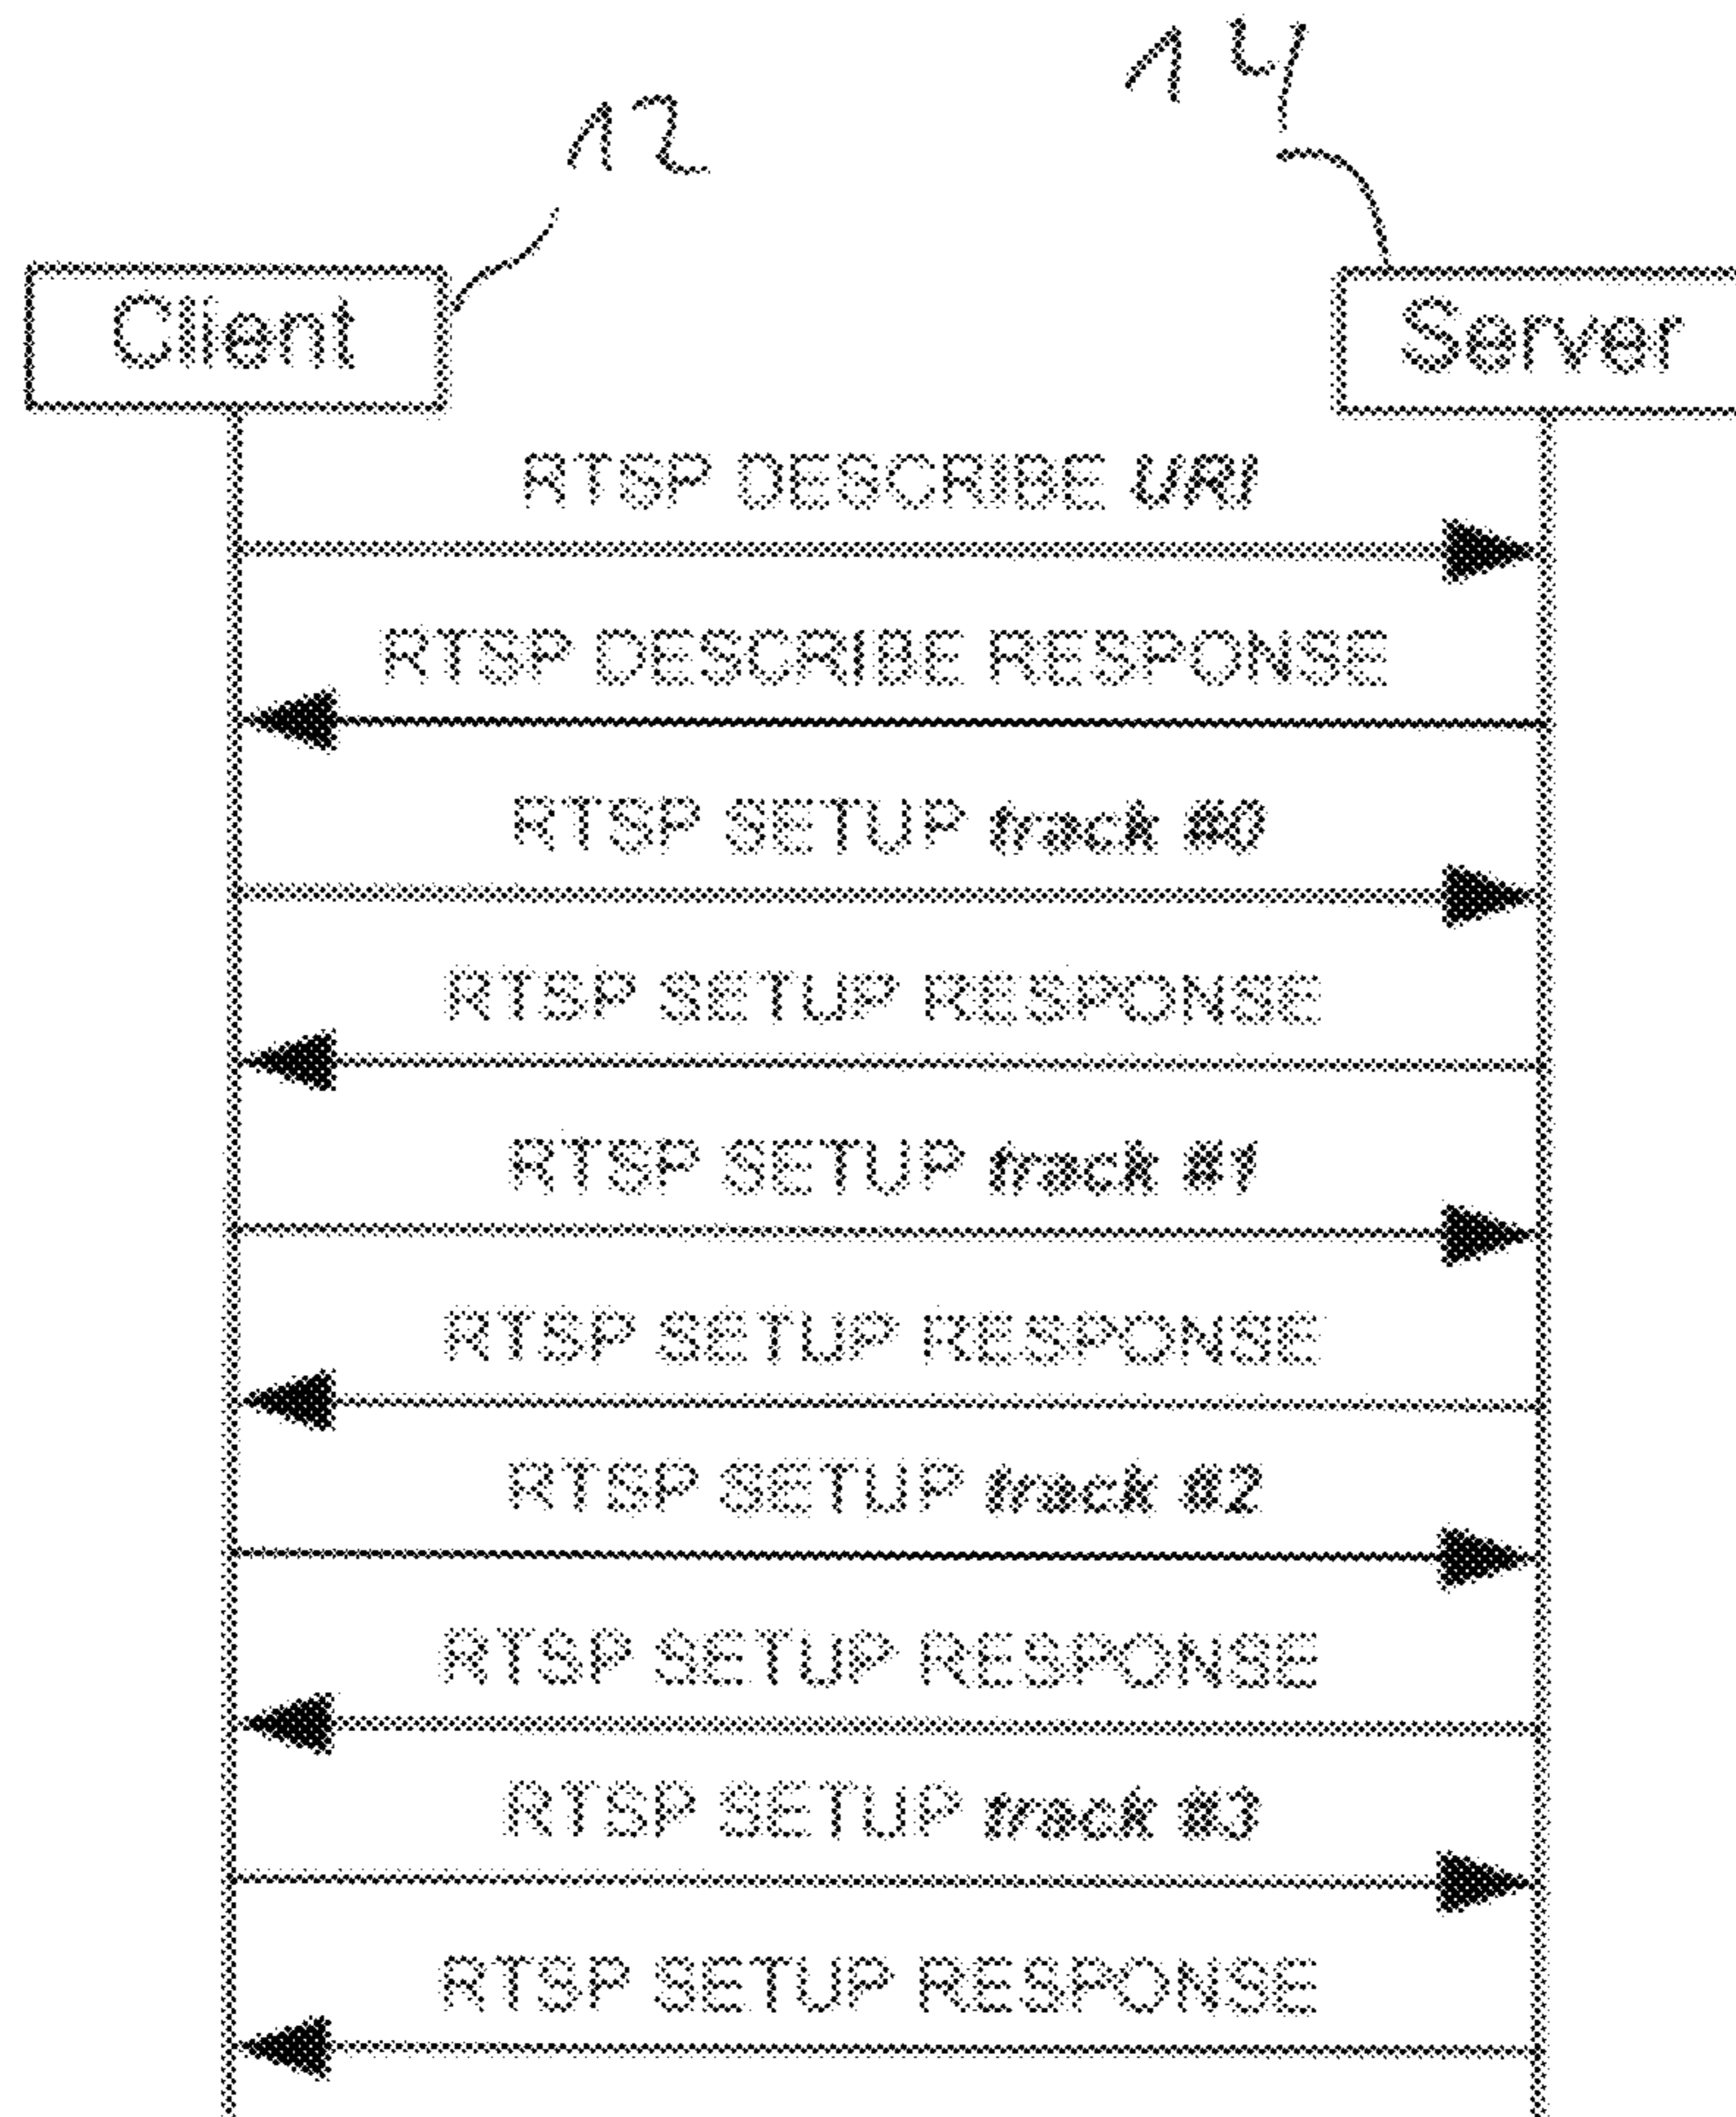 14
12
Client
Server
RTSP DESCRIBE URI
RTSP DESCRIBE RESPONSE
RTSP SETUP track #0
RTSP SETUP RESPONSE
RTSP SETUP track #1
RTSP SETUP RESPONSE
RTSP SETUP track #2
RTSP SETUP RESPONSE
RTSP SETUP track #3
RTSP SETUP RESPONSE